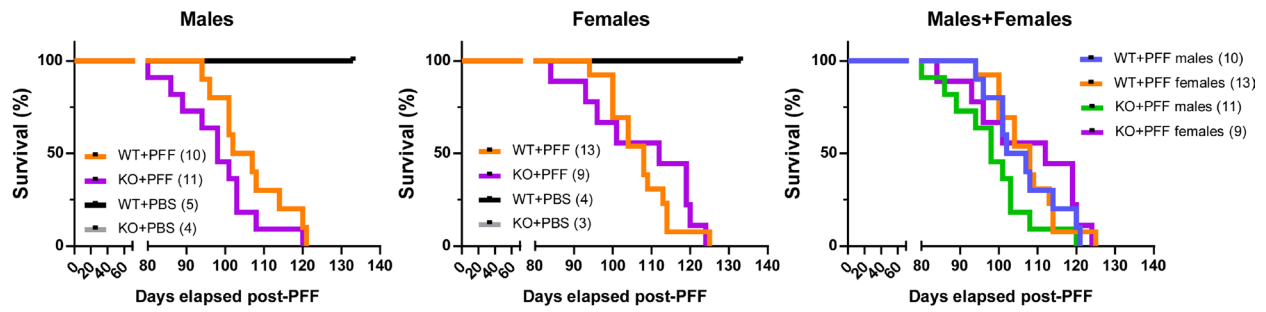 Males
Survival (%)
100
50
0
WT+PFF (10)
KO+PFF (11)
WT+PBS (5)
KO+PBS (4)
0 20 40 60 80 90 100 110 120 130 140
Days elapsed post-PFF
Females
Survival (%)
100
50
0
WT+PFF (13)
KO+PFF (9)
WT+PBS (4)
KO+PBS (3)
0 20 40 60 80 90 100 110 120 130 140
Days elapsed post-PFF
Males+Females
Survival (%)
100
50
0
WT+PFF males (10)
WT+PFF females (13)
KO+PFF males (11)
KO+PFF females (9)
0 20 40 60 80 90 100 110 120 130 140
Days elapsed post-PFF